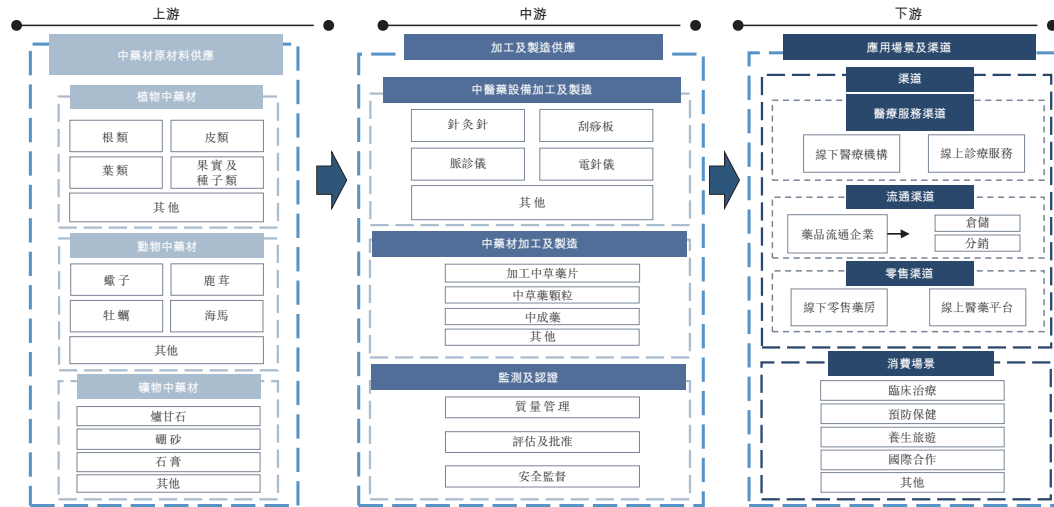 上游
中藥材原材料供應
植物中藥材
根類
皮類
葉類
果實及
種子類
其他
動物中藥材
蠍子
鹿茸
牡蠣
海馬
其他
礦物中藥材
爐甘石
硼砂
石膏
其他
中游
加工及製造供應
中醫藥設備加工及製造
針灸針
刮痧板
脈診儀
電針儀
其他
中藥材加工及製造
加工中草藥片
中草藥顆粒
中成藥
其他
監測及認證
質量管理
評估及批准
安全監督
下游
應用場景及渠道
渠道
醫療服務渠道
線下醫療機構
線上診療服務
流通渠道
藥品流通企業
倉儲
分銷
零售渠道
線下零售藥房
線上醫藥平台
消費場景
臨床治療
預防保健
養生旅遊
國際合作
其他